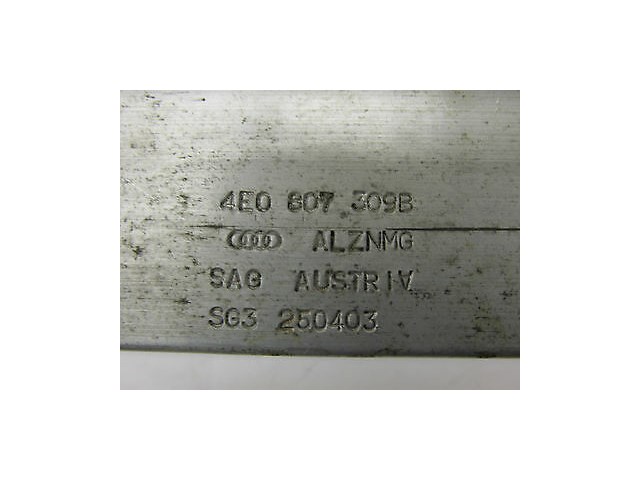 4E0 807 309B
ALZNMG
SAG AUSTRIA
SG3 250403